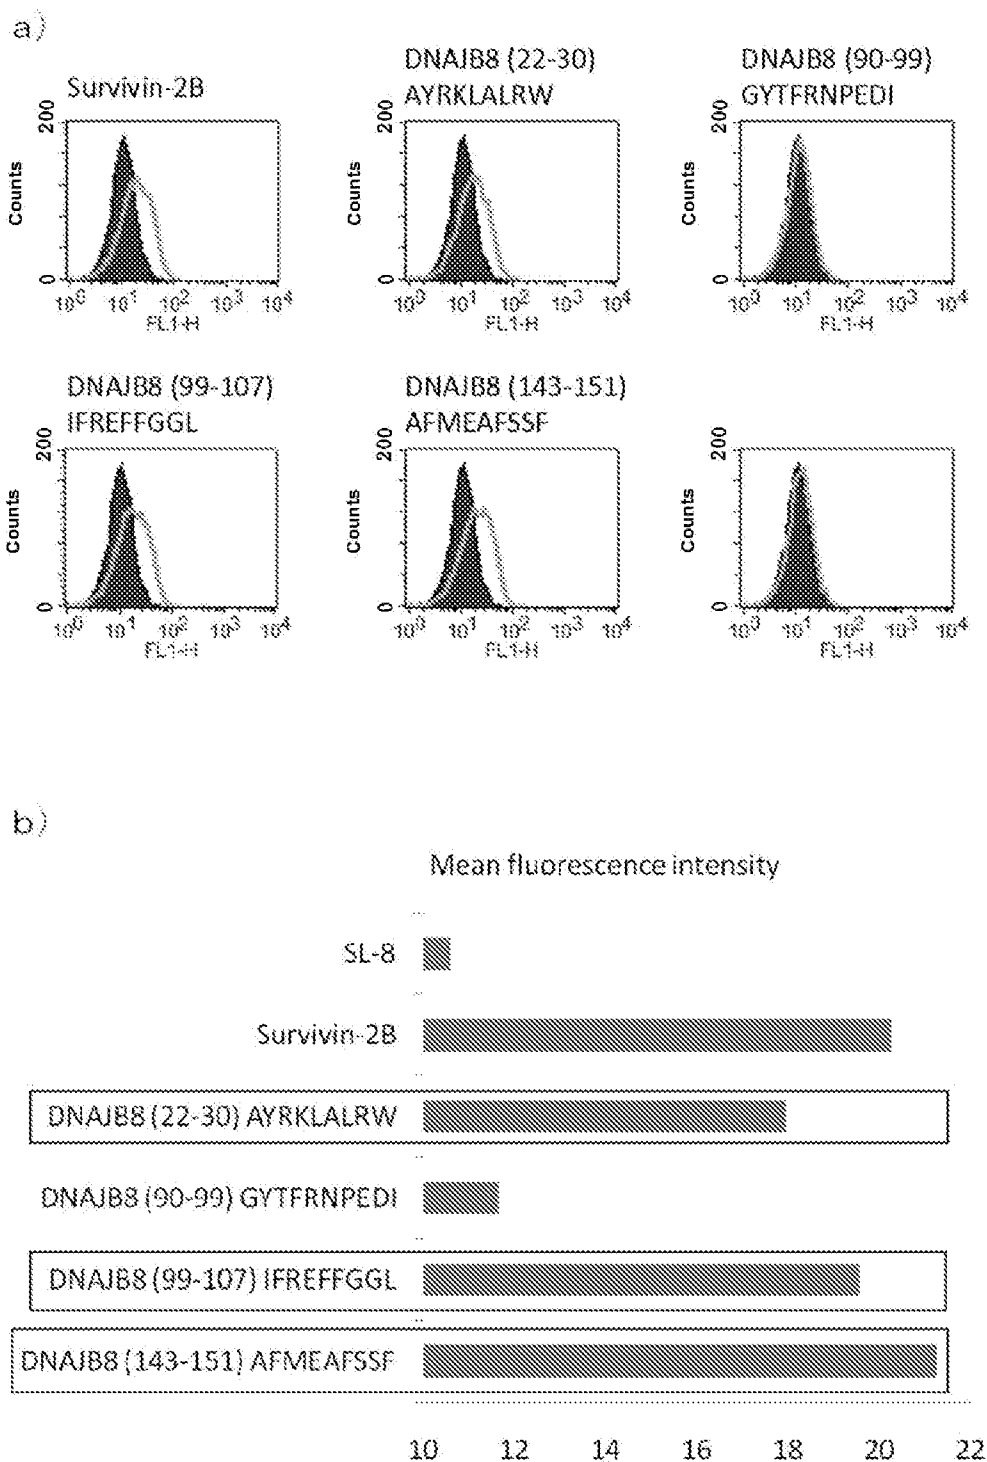 a)
Survivin-2B
200
Counts
0
10^0 10^1 10^2 10^3 10^4
FL1-H
DNAJB8 (22-30)
AYRKLALRW
200
Counts
0
10^0 10^1 10^2 10^3 10^4
FL1-H
DNAJB8 (90-99)
GYTFRNPEDI
200
Counts
0
10^0 10^1 10^2 10^3 10^4
FL1-H
DNAJB8 (99-107)
IFREFFGGL
200
Counts
0
10^0 10^1 10^2 10^3 10^4
FL1-H
DNAJB8 (143-151)
AFMEAFSSF
200
Counts
0
10^0 10^1 10^2 10^3 10^4
FL1-H
200
Counts
0
10^0 10^1 10^2 10^3 10^4
FL1-H
b)
Mean fluorescence intensity
SL-8
Survivin-2B
DNAJB8 (22-30) AYRKLALRW
DNAJB8 (90-99) GYTFRNPEDI
DNAJB8 (99-107) IFREFFGGL
DNAJB8 (143-151) AFMEAFSSF
10 12 14 16 18 20 22